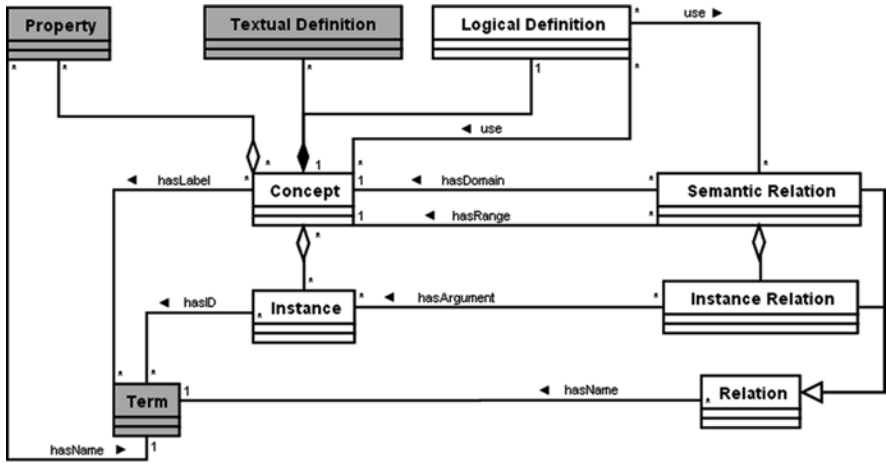 Property
Textual Definition
Logical Definition
*
use ►
*
*
*
1
*
◄ use
1
*
*
*
◄ hasLabel
*
Concept
1
◄ hasDomain
*
Semantic Relation
1
◄ hasRange
*
*
*
◄ hasID
*
Instance
*
◄ hasArgument
*
Instance Relation
*
*
Term
1
◄ hasName
*
Relation
hasName ►
1